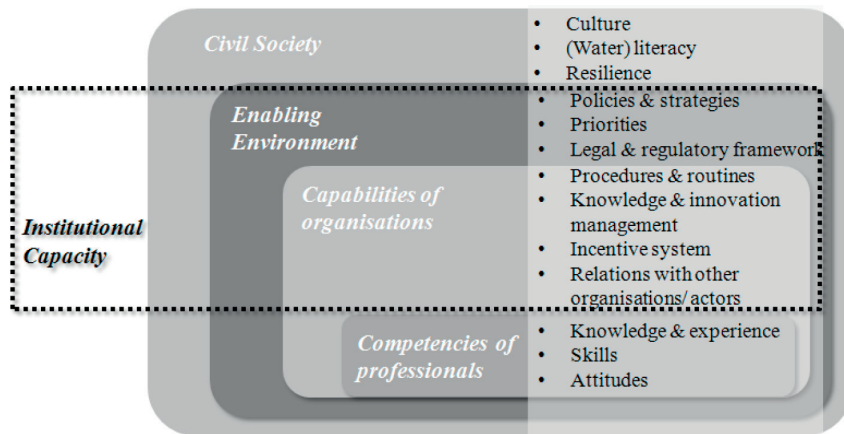 Civil Society
• Culture
• (Water) literacy
• Resilience
Enabling
Environment
• Policies & strategies
• Priorities
• Legal & regulatory framework
Capabilities of
organisations
• Procedures & routines
• Knowledge & innovation
management
• Incentive system
• Relations with other
organisations/actors
Institutional
Capacity
Competencies of
professionals
• Knowledge & experience
• Skills
• Attitudes